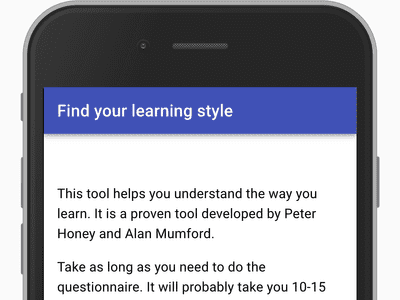 Find your learning style
This tool helps you understand the way you
learn. It is a proven tool developed by Peter
Honey and Alan Mumford.
Take as long as you need to do the
questionnaire. It will probably take you 10-15